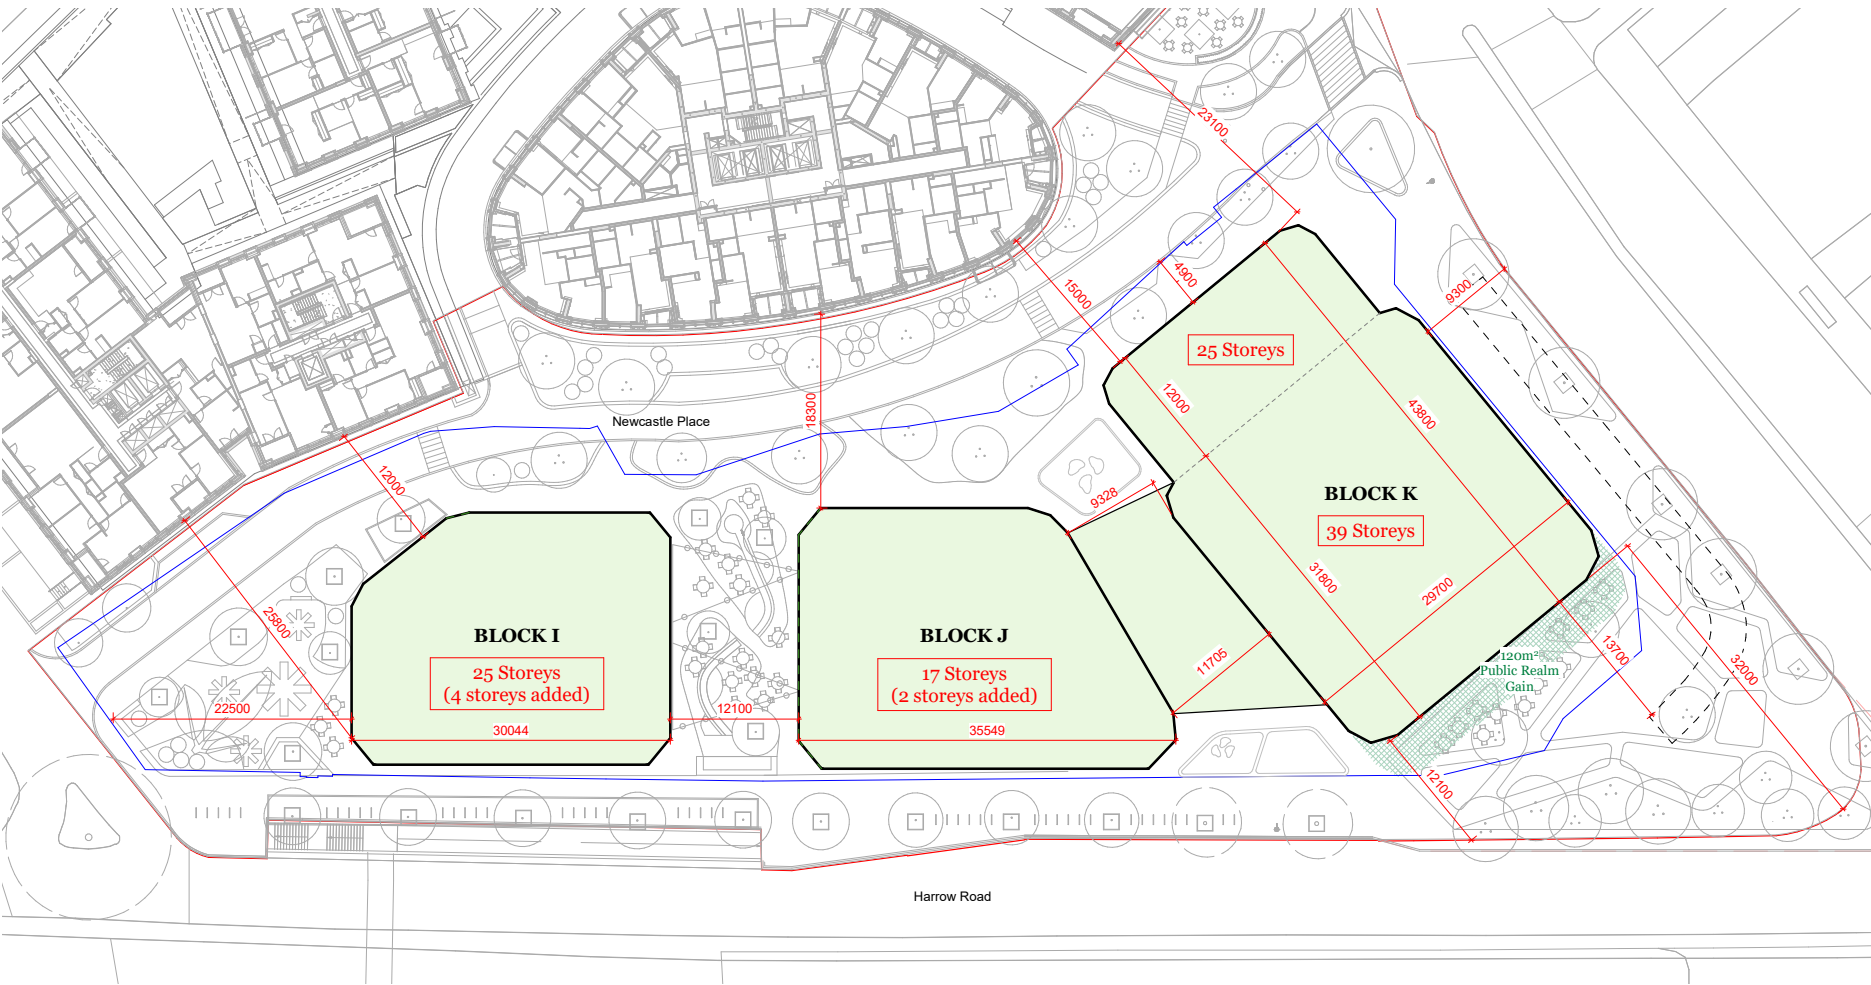 23100
4900
15000
9300
25 Storeys
12000
43800
18300
Newcastle Place
12000
9328
BLOCK K
39 Storeys
31800
29700
25800
BLOCK I
25 Storeys
(4 storeys added)
22500
30044
12100
BLOCK J
17 Storeys
(2 storeys added)
35549
11705
13700
32000
120m²
Public Realm
Gain
12100
Harrow Road